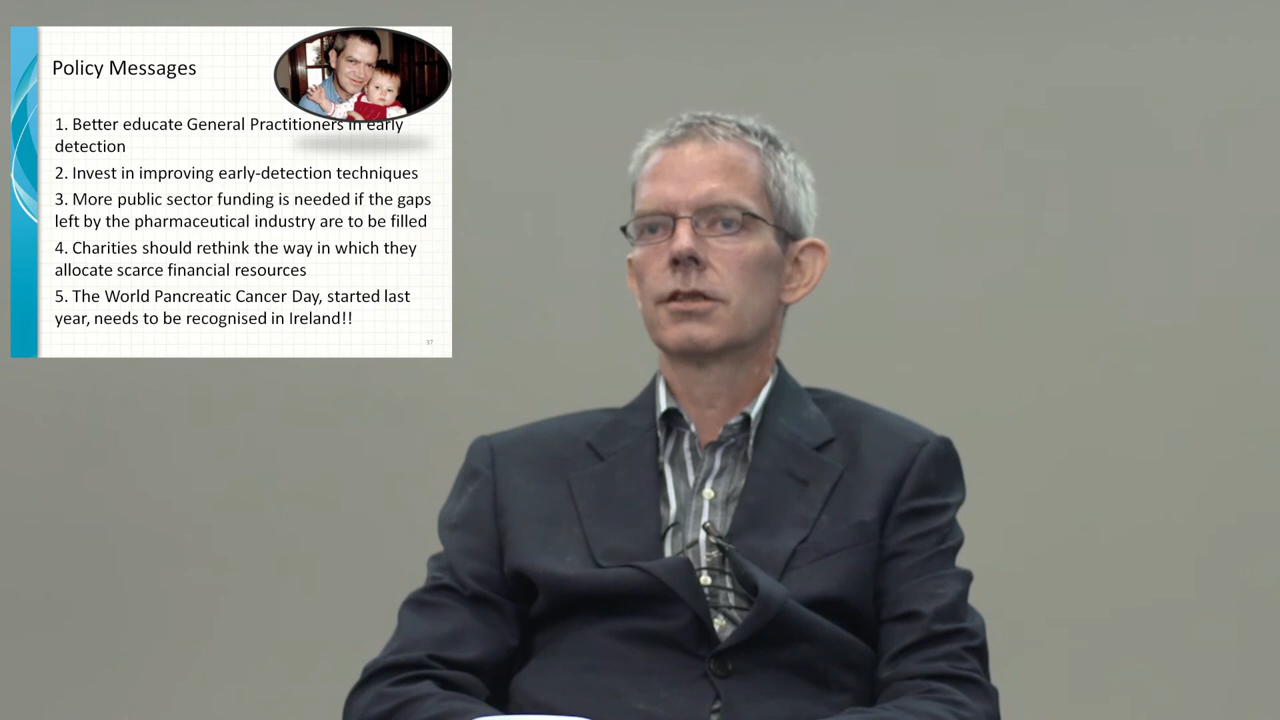 Policy Messages
1. Better educate General Practitioners in early
detection
2. Invest in improving early-detection techniques
3. More public sector funding is needed if the gaps
left by the pharmaceutical industry are to be filled
4. Charities should rethink the way in which they
allocate scarce financial resources
5. The World Pancreatic Cancer Day, started last
year, needs to be recognised in Ireland!!
37